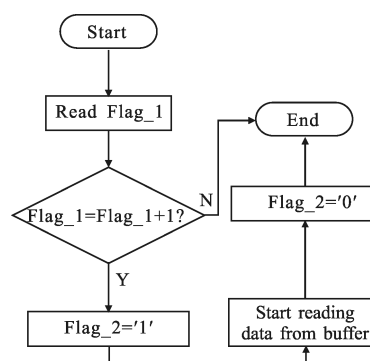 Start
Read Flag_1
End
N
Flag_1=Flag_1+1?
Flag_2='0'
Y
Flag_2='1'
Start reading
data from buffer